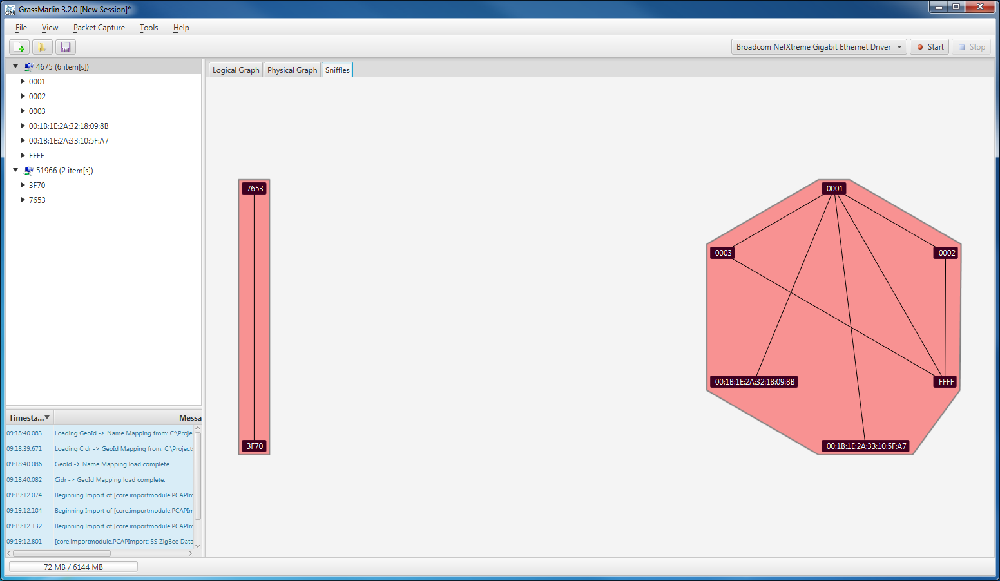 GrassMarlin 3.2.0 [New Session]*
File View Packet Capture Tools Help
Broadcom NetXtreme Gigabit Ethernet Driver Start Stop
4675 (6 item[s])
0001
0002
0003
00:1B:1E:2A:32:18:09:8B
00:1B:1E:2A:33:10:5F:A7
FFFF
51966 (2 item[s])
3F70
7653
Logical Graph Physical Graph Sniffles
7653
0001
0003
0002
00:1B:1E:2A:32:18:09:8B
FFFF
3F70
00:1B:1E:2A:33:10:5F:A7
Timesta... Messa
09:18:40.083 Loading GeoId -> Name Mapping from: C:\Projec
09:18:39.671 Loading Cidr -> GeoId Mapping from: C:\Projects
09:18:40.086 GeoId -> Name Mapping load complete.
09:18:40.082 Cidr -> GeoId Mapping load complete.
09:19:12.074 Beginning Import of [core.importmodule.PCAPIm
09:19:12.104 Beginning Import of [core.importmodule.PCAPIm
09:19:12.132 Beginning Import of [core.importmodule.PCAPIm
09:19:12.801 [core.importmodule.PCAPImport: SS ZigBee Data
72 MB / 6144 MB